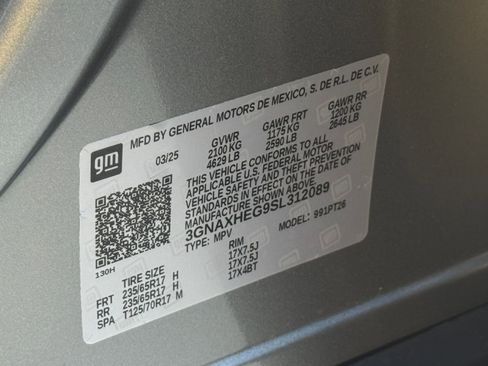 gm
MFD BY GENERAL MOTORS DE MEXICO, S. DE R.L. DE C.V.
03/25 GVWR GAWR FRT GAWR RR
2100 KG 1175 KG 1200 KG
4629 LB 2590 LB 2645 LB
THIS VEHICLE CONFORMS TO ALL
APPLICABLE U.S. FEDERAL MOTOR
VEHICLE SAFETY AND THEFT PREVENTION
STANDARDS IN EFFECT ON THE DATE OF
MANUFACTURE SHOWN ABOVE.
3GNAXHEG9SL312089
TYPE: MPV MODEL: 991PT26
130H
TIRE SIZE RIM
FRT 235/65R17 H 17X7.5J
RR 235/65R17 H 17X7.5J
SPA T125/70R17 M 17X4BT